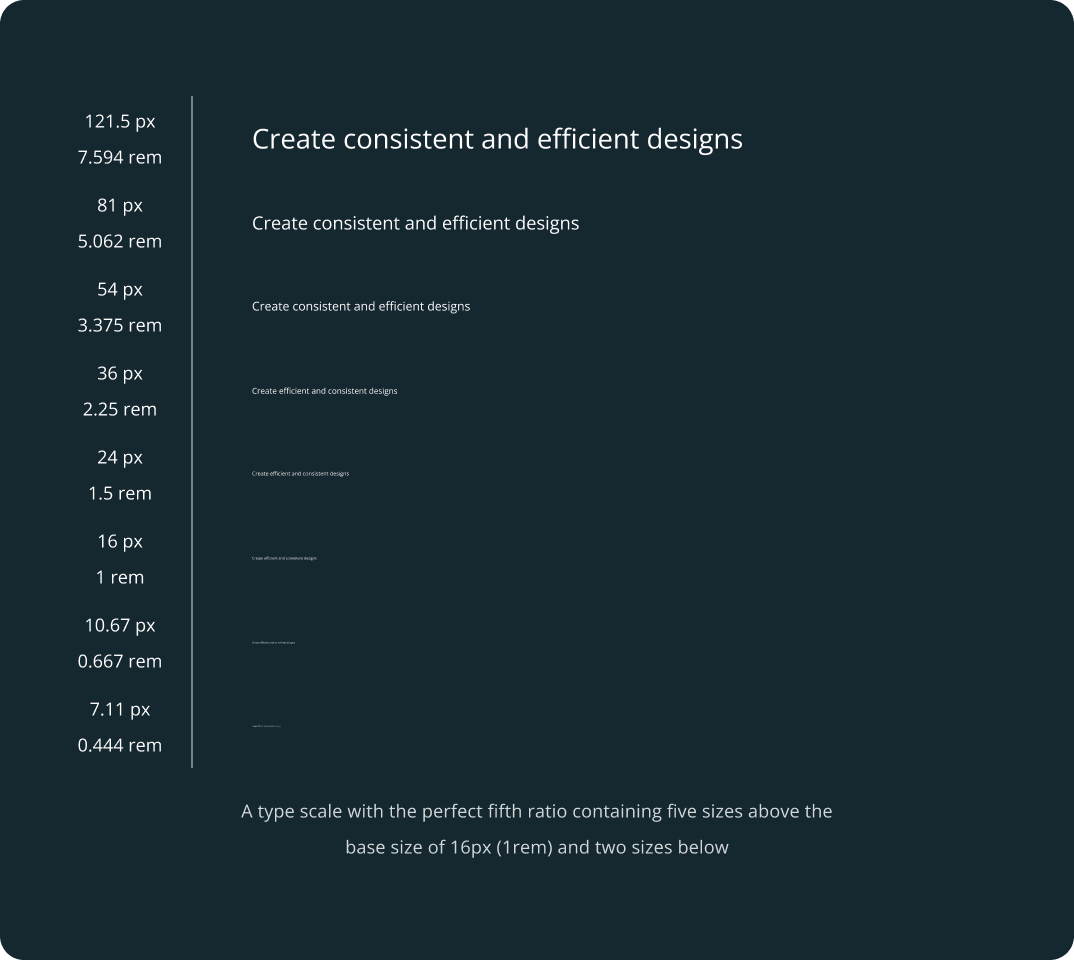 121.5 px
7.594 rem
Create consistent and efficient designs
81 px
5.062 rem
Create consistent and efficient designs
54 px
3.375 rem
Create consistent and efficient designs
36 px
2.25 rem
Create efficient and consistent designs
24 px
1.5 rem
Create efficient and consistent designs
16 px
1 rem
Create efficient and consistent designs
10.67 px
0.667 rem
7.11 px
0.444 rem
A type scale with the perfect fifth ratio containing five sizes above the
base size of 16px (1rem) and two sizes below